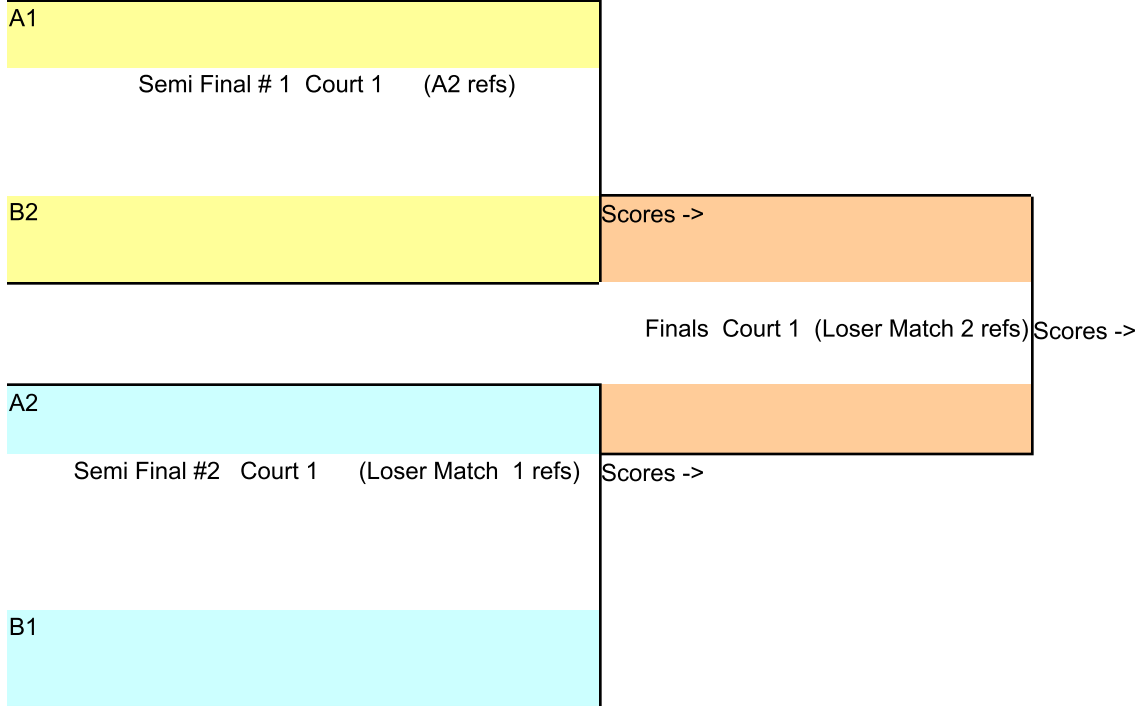 A1
Semi Final # 1  Court 1      (A2 refs)
B2
Scores ->
Finals  Court 1  (Loser Match 2 refs)
Scores ->
A2
Semi Final #2   Court 1      (Loser Match  1 refs)
Scores ->
B1